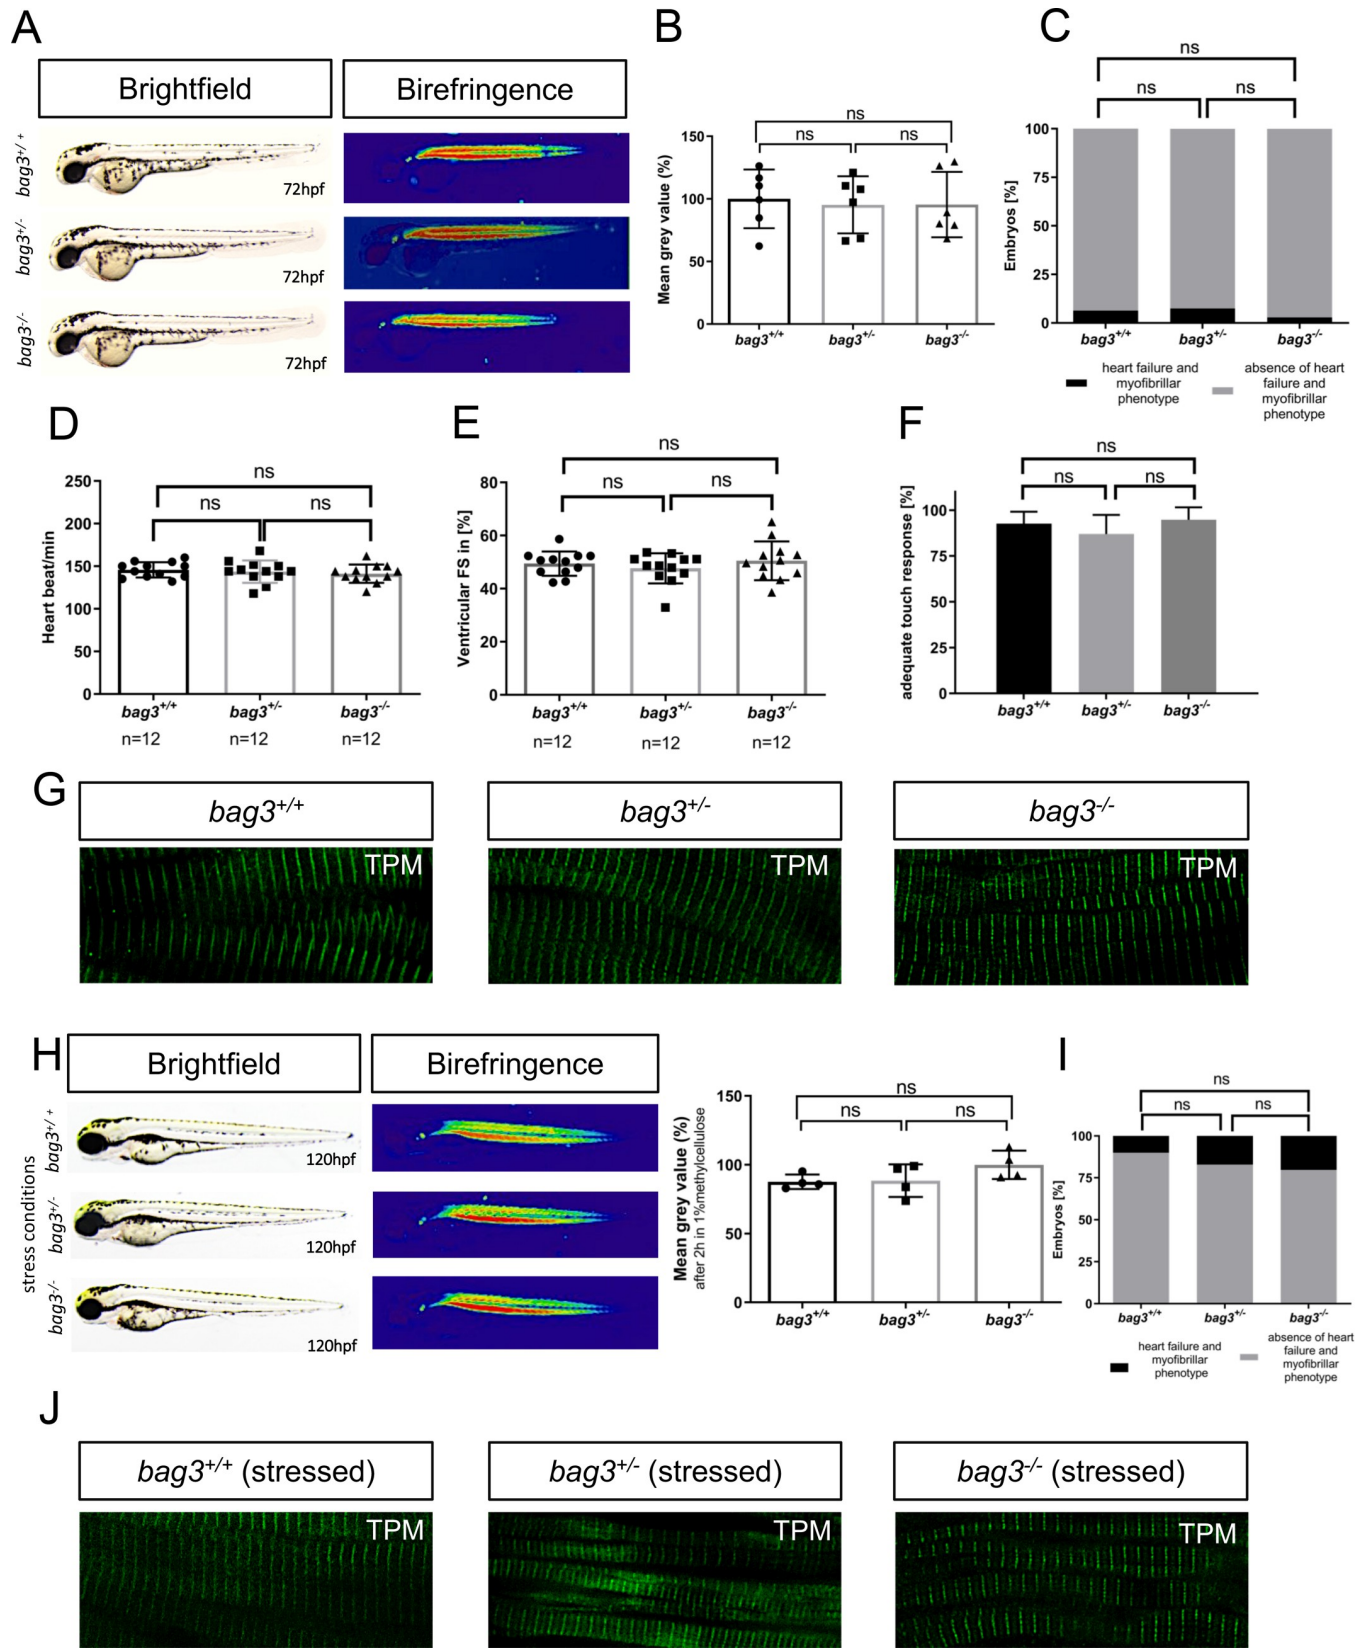 A
Brightfield
Birefringence
bag3+/+
72hpf
bag3+/-
72hpf
bag3-/-
72hpf
B
ns
ns
ns
Mean grey value (%)
150
100
50
0
bag3+/+
bag3+/-
bag3-/-
C
ns
ns
ns
Embryos [%]
100
75
50
25
0
bag3+/+
bag3+/-
bag3-/-
heart failure and
myofibrillar
phenotype
absence of heart
failure and
myofibrillar
phenotype
D
ns
ns
ns
Heart beat/min
250
200
150
100
50
0
bag3+/+
bag3+/-
bag3-/-
n=12
n=12
n=12
E
ns
ns
ns
Ventricular FS in [%]
80
60
40
20
0
bag3+/+
bag3+/-
bag3-/-
n=12
n=12
n=12
F
ns
ns
ns
adequate touch response [%]
100
75
50
25
0
bag3+/+
bag3+/-
bag3-/-
G
bag3+/+
bag3+/-
bag3-/-
TPM
TPM
TPM
H
Brightfield
Birefringence
stress conditions
bag3+/+
120hpf
bag3+/-
120hpf
bag3-/-
120hpf
ns
ns
ns
Mean grey value (%)
after 2h in 1%methylcellulose
150
100
50
0
bag3+/+
bag3+/-
bag3-/-
I
ns
ns
ns
Embryos [%]
100
75
50
25
0
bag3+/+
bag3+/-
bag3-/-
heart failure and
myofibrillar
phenotype
absence of heart
failure and
myofibrillar
phenotype
J
bag3+/+ (stressed)
bag3+/- (stressed)
bag3-/- (stressed)
TPM
TPM
TPM